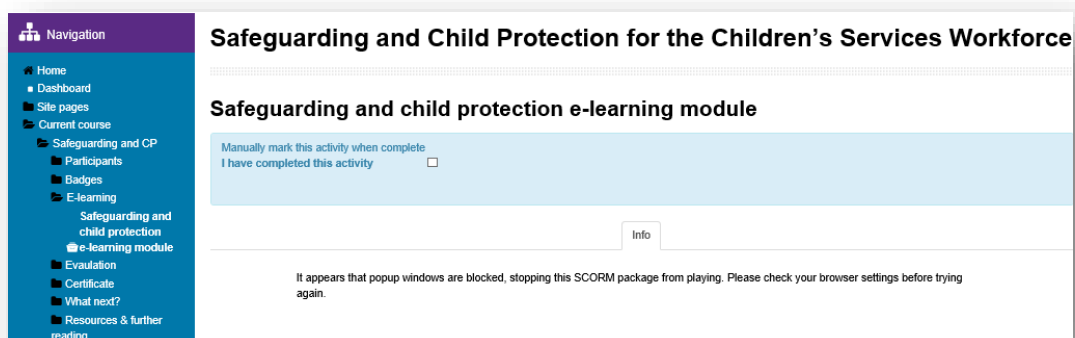 Navigation
Home
Dashboard
Site pages
Current course
Safeguarding and CP
Participants
Badges
E-learning
Safeguarding and
child protection
e-learning module
Evaulation
Certificate
What next?
Resources & further
reading
Safeguarding and Child Protection for the Children's Services Workforce
Safeguarding and child protection e-learning module
Manually mark this activity when complete
I have completed this activity
Info
It appears that popup windows are blocked, stopping this SCORM package from playing. Please check your browser settings before trying
again.